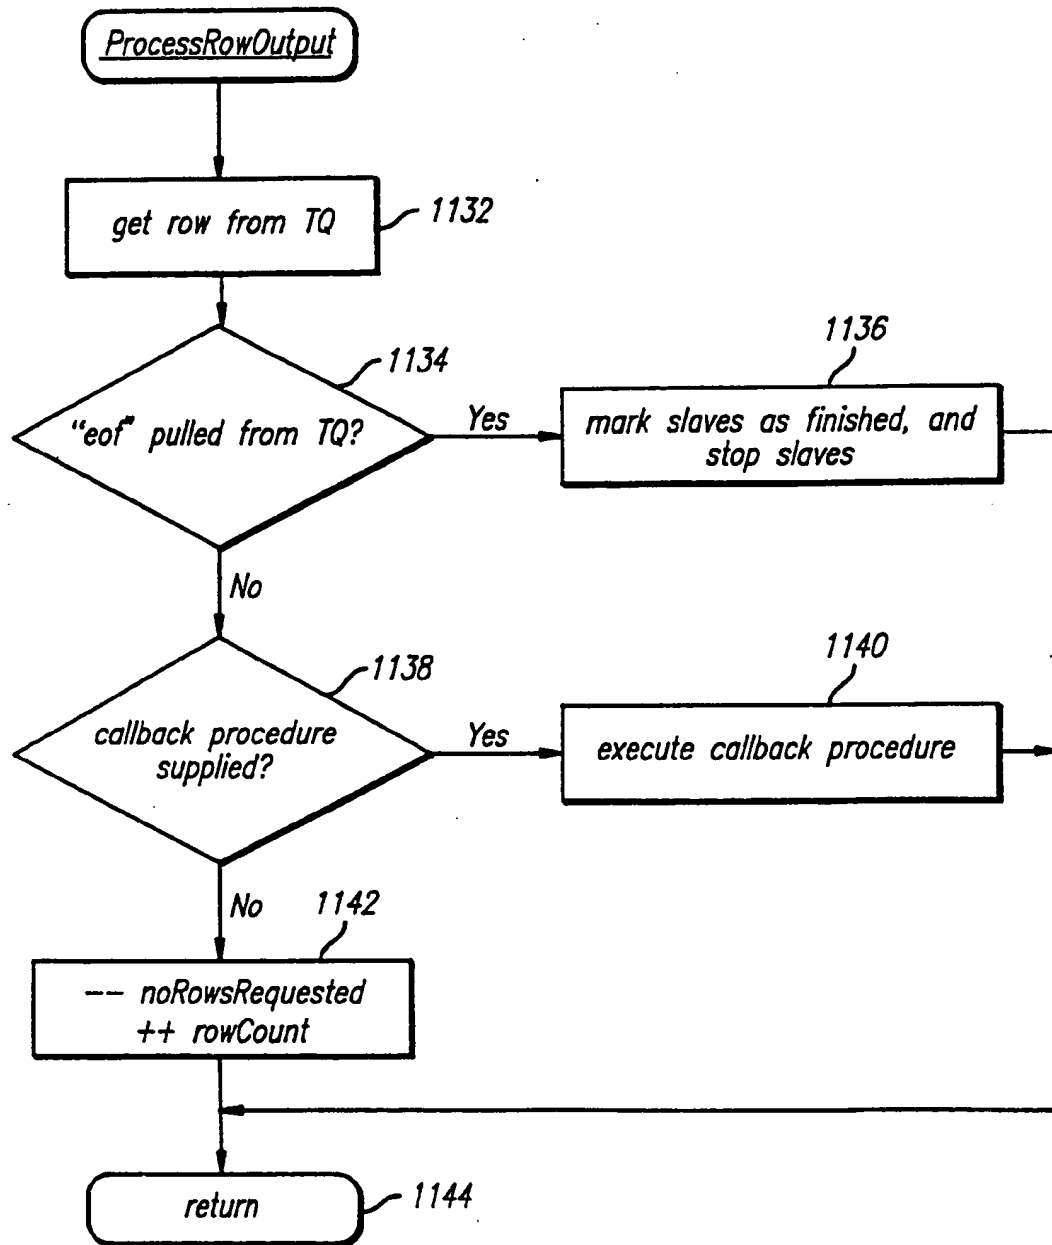 ProcessRowOutput
get row from TQ
1132
1134
"eof" pulled from TQ?
Yes
1136
mark slaves as finished, and
stop slaves
No
1138
callback procedure
supplied?
Yes
1140
execute callback procedure
No
1142
-- noRowsRequested
++ rowCount
return
1144